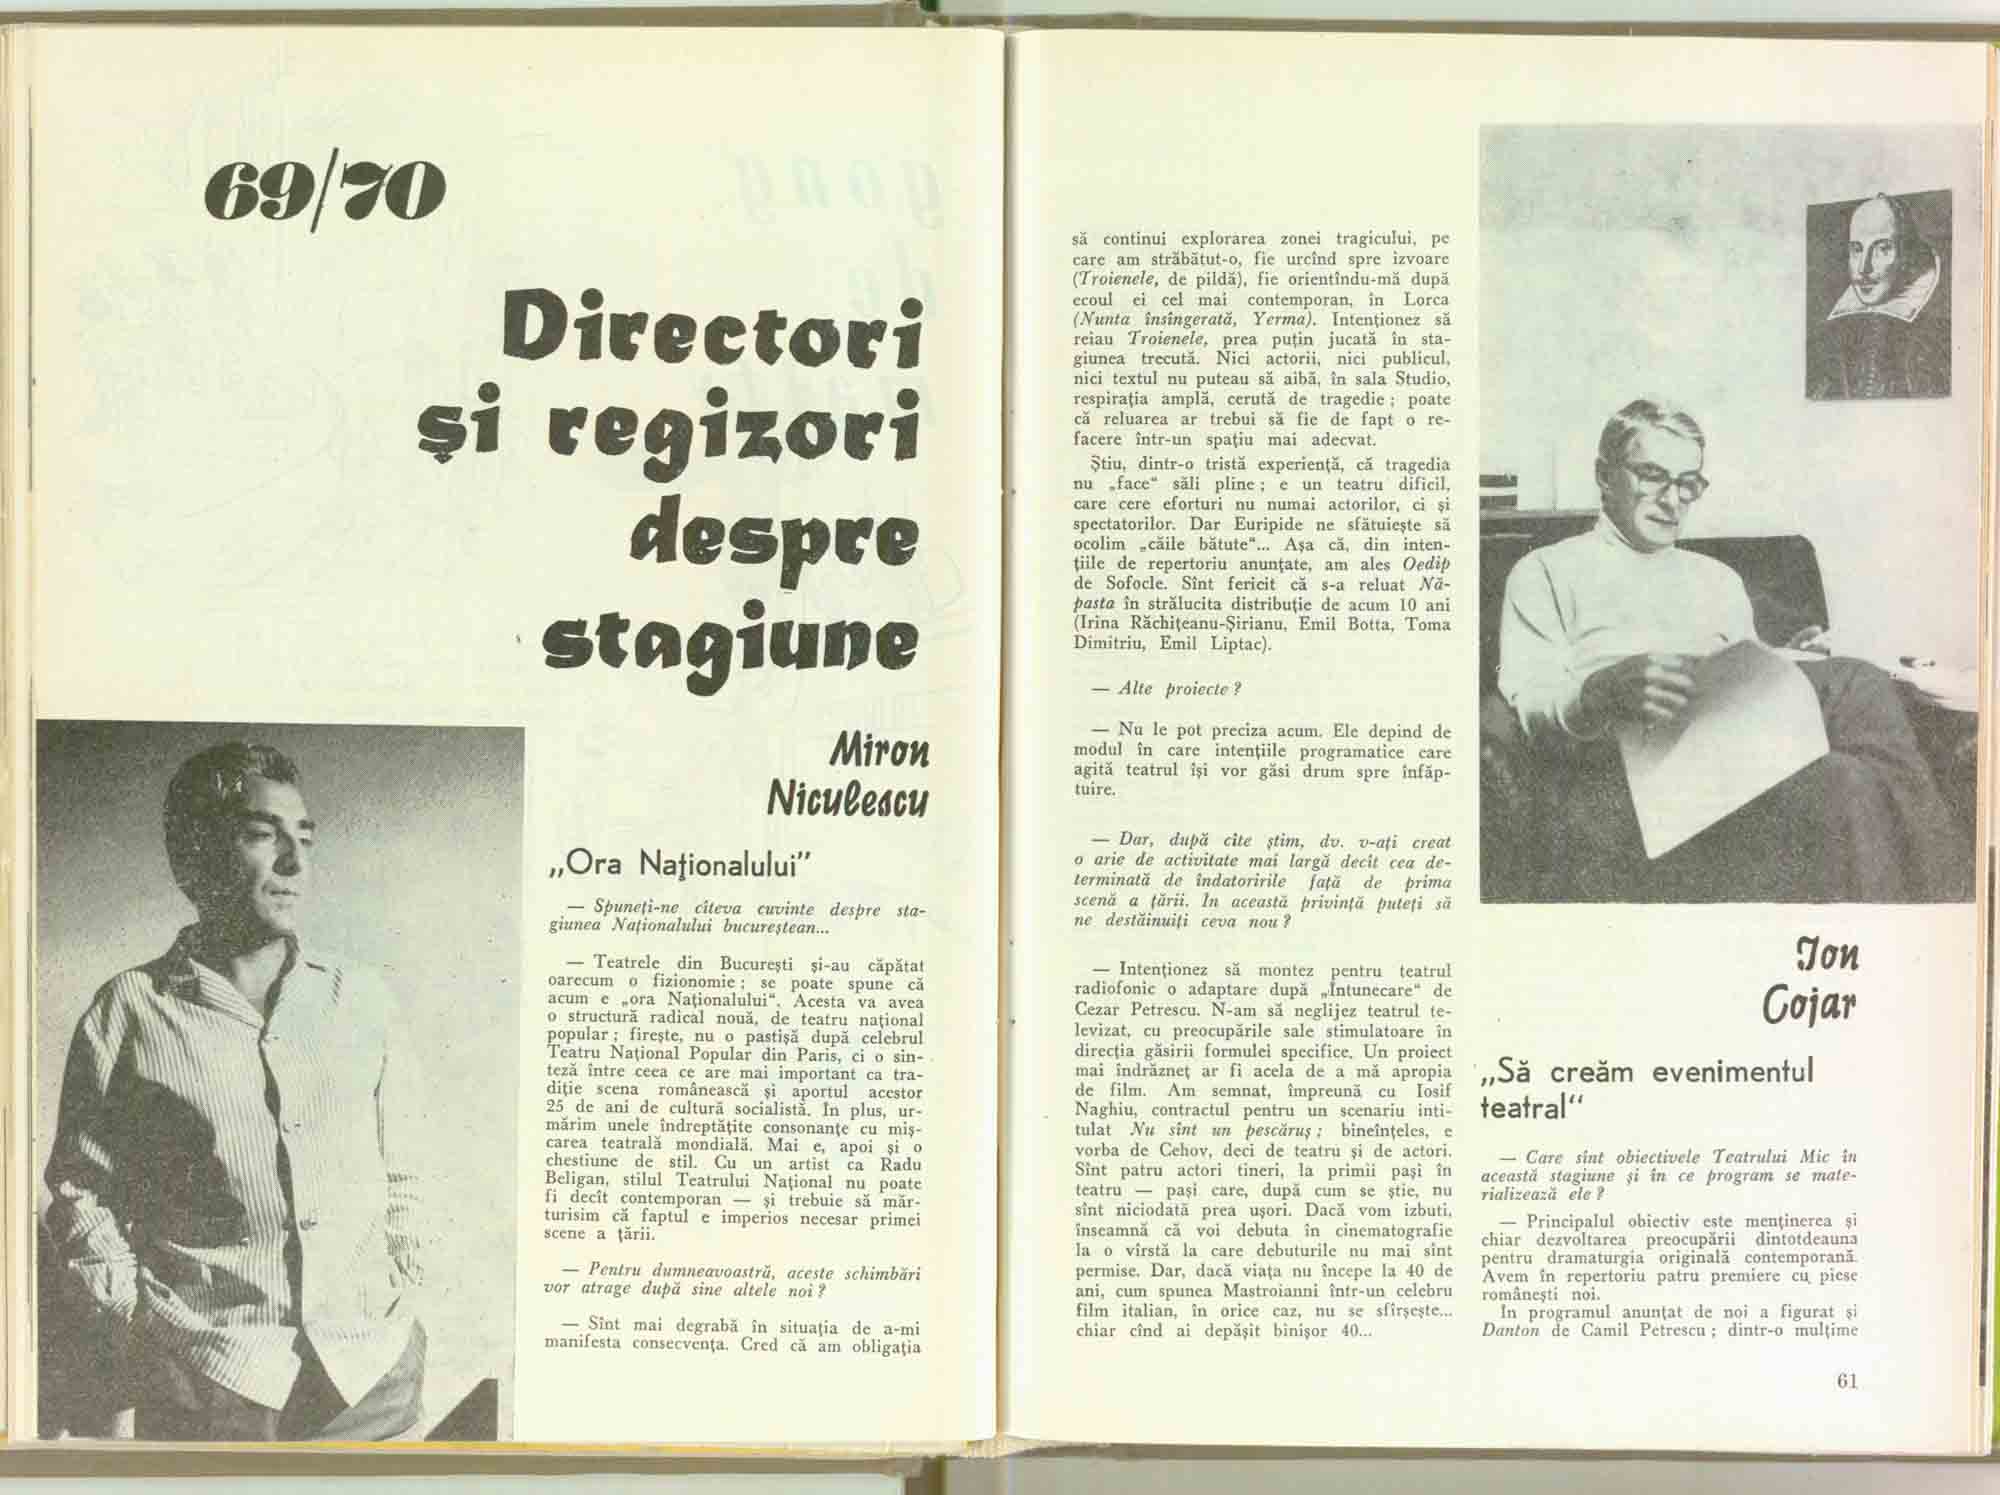 69/70
Directori
și regizori
despre
stagiune
Miron
Niculescu
„Ora Naţionalului”
— Spuneţi-ne cîteva cuvinte despre sta-
giunea Naţionalului bucureştean...
— Teatrele din Bucureşti şi-au căpătat
oarecum o fizionomie ; se poate spune că
acum e „ora Naţionalului“. Acesta va avea
o structură radical nouă, de teatru naţional
popular ; fireşte, nu o pastişă după celebrul
Teatru Naţional Popular din Paris, ci o sin-
teză între ceea ce are mai important ca tra-
diţie scena românească şi aportul acestor
25 de ani de cultură socialistă. În plus, ur-
mărim unele îndreptăţite consonanţe cu miş-
carea teatrală mondială. Mai e, apoi şi o
chestiune de stil. Cu un artist ca Radu
Beligan, stilul Teatrului Naţional nu poate
fi decît contemporan — şi trebuie să măr-
turisim că faptul e imperios necesar primei
scene a ţării.
— Pentru dumneavoastră, aceste schimbări
vor atrage după sine altele noi ?
— Sînt mai degrabă în situaţia de a-mi
manifesta consecvenţa. Cred că am obligaţia
să continui explorarea zonei tragicului, pe
care am străbătut-o, fie urcînd spre izvoare
(Troienele, de pildă), fie orientîndu-mă după
ecoul ei cel mai contemporan, în Lorca
(Nunta însîngerată, Yerma). Intenţionez să
reiau Troienele, prea puţin jucată în sta-
giunea trecută. Nici actorii, nici publicul,
nici textul nu puteau să aibă, în sala Studio,
respiraţia amplă, cerută de tragedie ; poate
că reluarea ar trebui să fie de fapt o re-
facere într-un spaţiu mai adecvat.
Ştiu, dintr-o tristă experienţă, că tragedia
nu „face“ săli pline ; e un teatru dificil,
care cere eforturi nu numai actorilor, ci şi
spectatorilor. Dar Euripide ne sfătuieşte să
ocolim „căile bătute“... Aşa că, din inten-
ţiile de repertoriu anunţate, am ales Oedip
de Sofocle. Sînt fericit că s-a reluat Nă-
pasta în strălucita distribuţie de acum 10 ani
(Irina Răchiţeanu-Şirianu, Emil Botta, Toma
Dimitriu, Emil Liptac).
— Alte proiecte ?
— Nu le pot preciza acum. Ele depind de
modul în care intenţiile programatice care
agită teatrul îşi vor găsi drum spre înfăp-
tuire.
— Dar, după cîte ştim, dv. v-aţi creat
o arie de activitate mai largă decît cea de-
terminată de îndatoririle faţă de prima
scenă a ţării. In această privinţă puteţi să
ne destăinuiţi ceva nou ?
— Intenţionez să montez pentru teatrul
radiofonic o adaptare după „Intunecare“ de
Cezar Petrescu. N-am să neglijez teatrul te-
levizat, cu preocupările sale stimulatoare în
direcţia găsirii formulei specifice. Un proiect
mai îndrăzneţ ar fi acela de a mă apropia
de film. Am semnat, împreună cu Iosif
Naghiu, contractul pentru un scenariu inti-
tulat Nu sînt un pescăruş ; bineînţeles, e
vorba de Cehov, deci de teatru şi de actori.
Sînt patru actori tineri, la primii paşi în
teatru — paşi care, după cum se ştie, nu
sînt niciodată prea uşori. Dacă vom izbuti,
înseamnă că voi debuta în cinematografie
la o vîrstă la care debuturile nu mai sînt
permise. Dar, dacă viaţa nu începe la 40 de
ani, cum spunea Mastroianni într-un celebru
film italian, în orice caz, nu se sfîrşeşte...
chiar cînd ai depăşit binişor 40...
Ion
Cojar
„Să creăm evenimentul
teatral“
— Care sînt obiectivele Teatrului Mic în
această stagiune şi în ce program se mate-
rializează ele ?
— Principalul obiectiv este menţinerea şi
chiar dezvoltarea preocupării dintotdeauna
pentru dramaturgia originală contemporană.
Avem în repertoriu patru premiere cu piese
româneşti noi.
In programul anunţat de noi a figurat şi
Danton de Camil Petrescu ; dintr-o mulţime
61